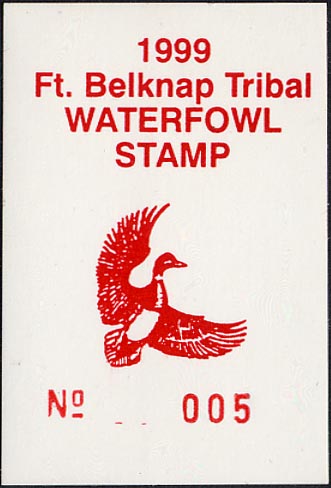 1999
Ft. Belknap Tribal
WATERFOWL
STAMP
Nº 005